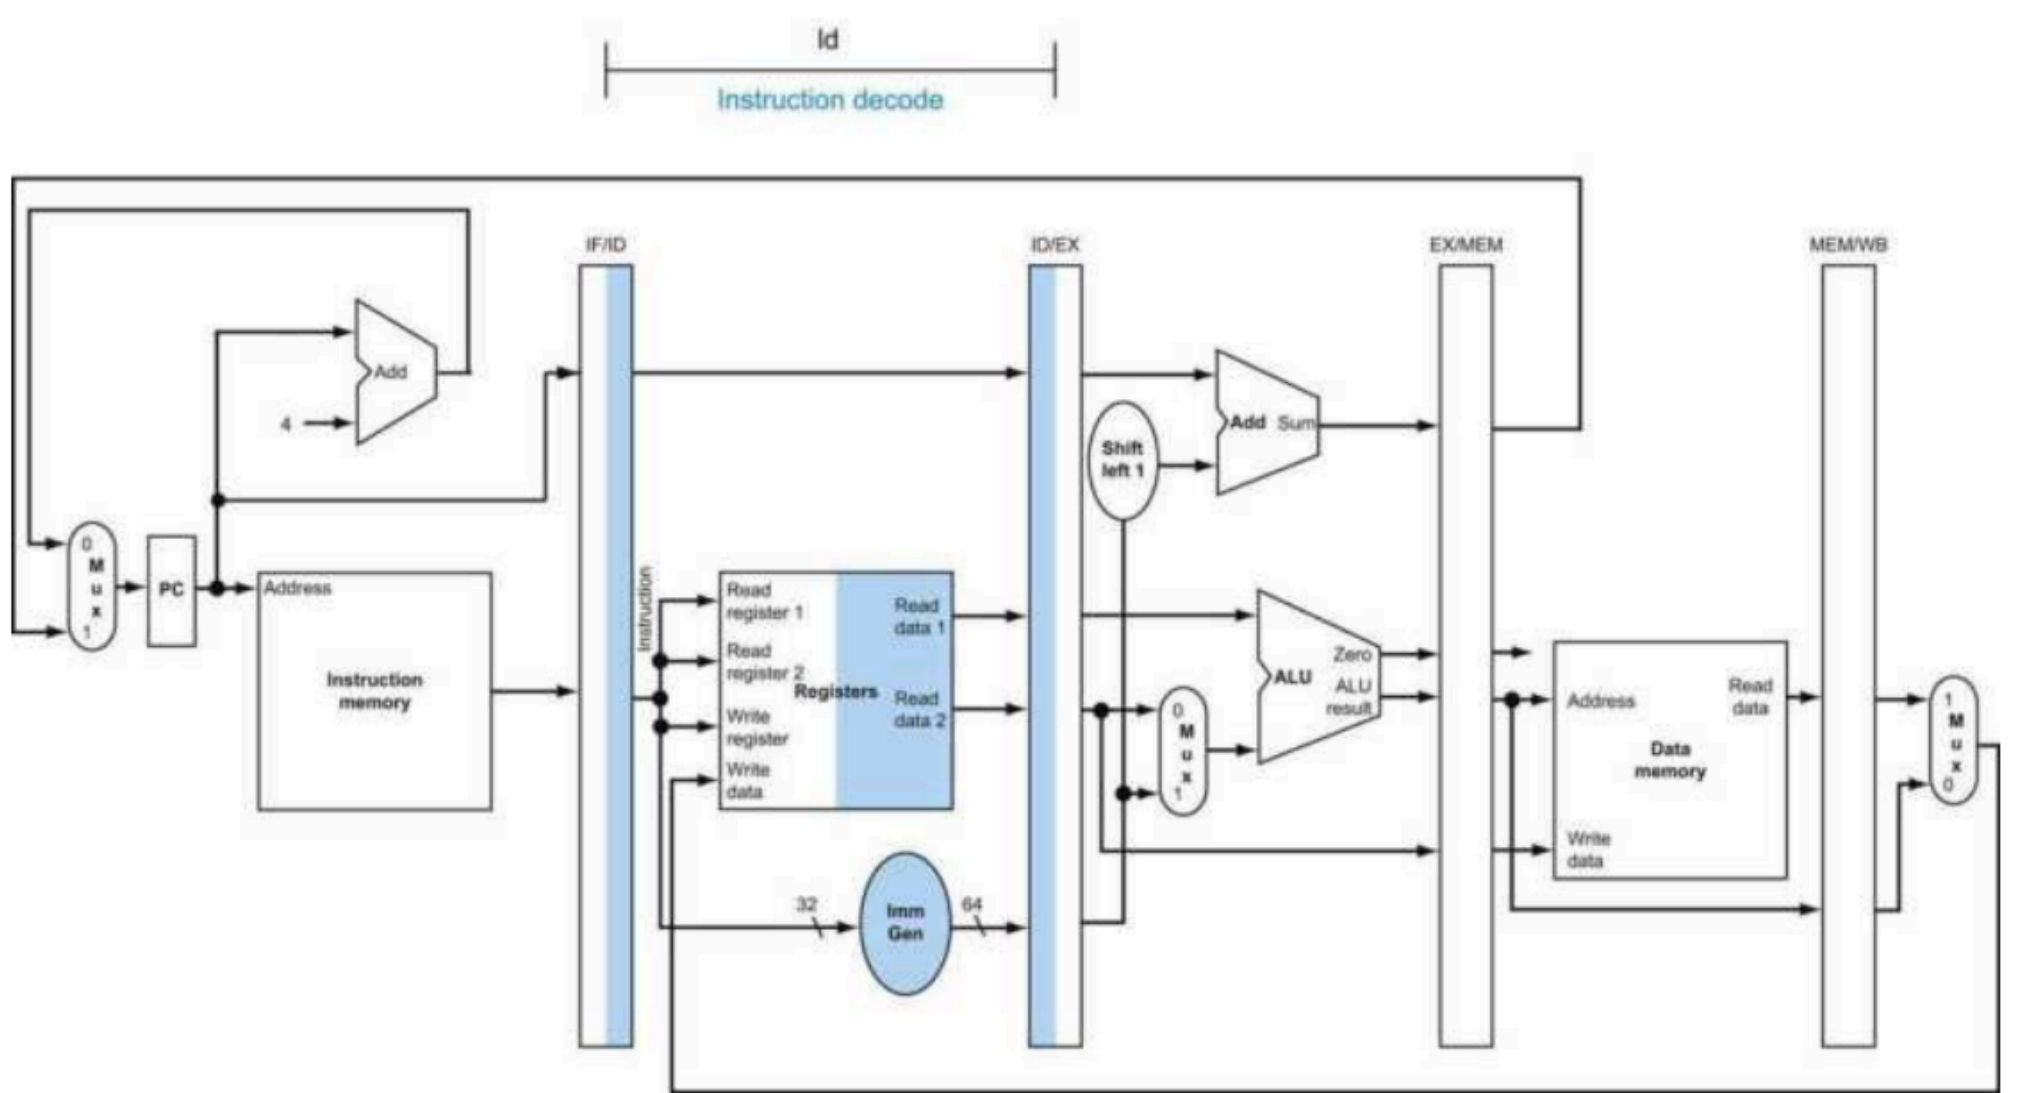 ld
Instruction decode
IF/ID
ID/EX
EX/MEM
MEM/WB
Add
4
Add Sum
Shift
left 1
0
M
u
x
1
PC
Address
Instruction
memory
Instruction
Read
register 1
Read
register 2
Registers
Write
register
Write
data
Read
data 1
Read
data 2
32
Imm
Gen
64
0
M
u
x
1
ALU
Zero
ALU
result
Address
Read
data
Data
memory
Write
data
1
M
u
x
0